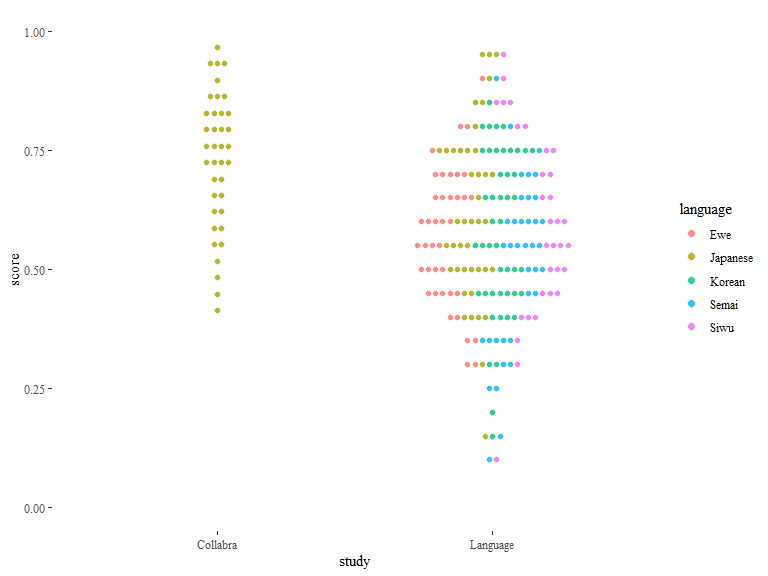 1.00
0.75
0.50
0.25
0.00
score
Collabra
Language
study
language
Ewe
Japanese
Korean
Semai
Siwu